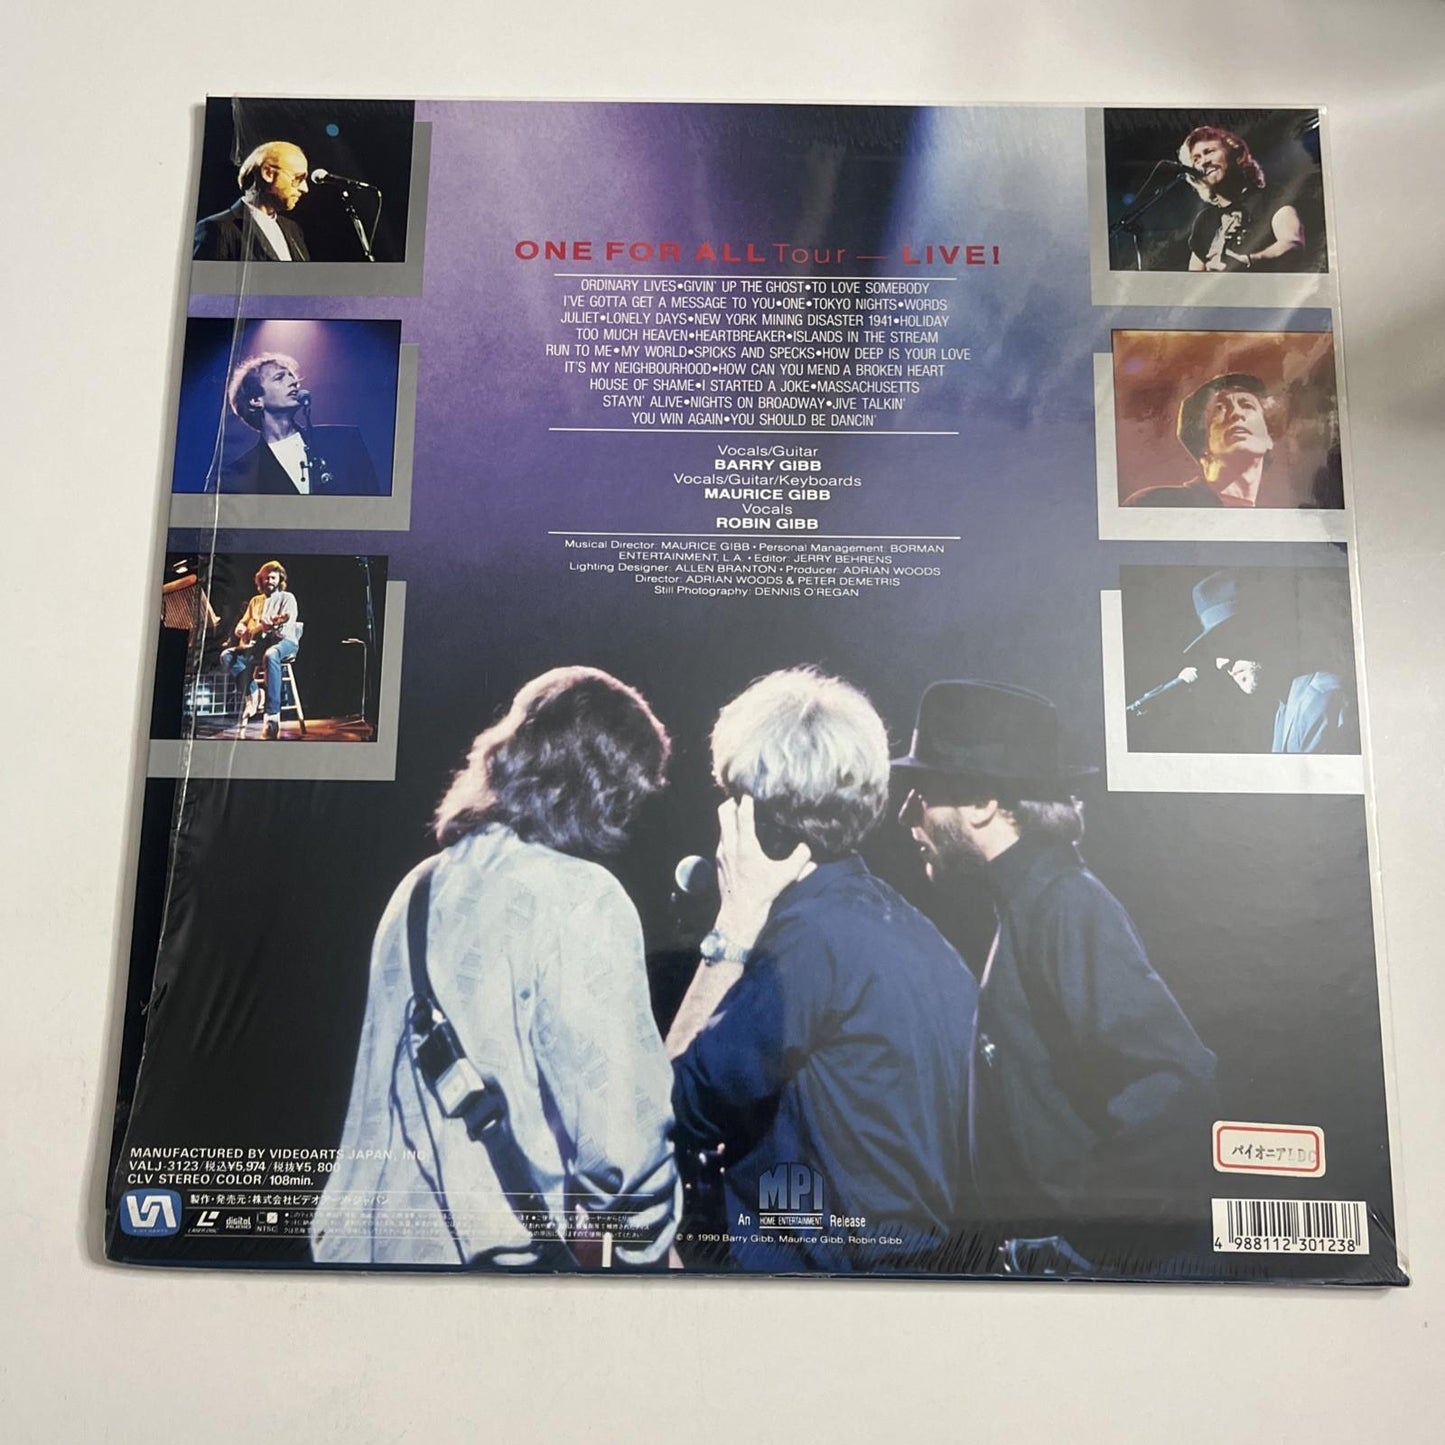 ONE FOR ALL Tour — LIVE!
ORDINARY LIVES•GIVIN' UP THE GHOST•TO LOVE SOMEBODY
I'VE GOTTA GET A MESSAGE TO YOU•ONE•TOKYO NIGHTS•WORDS
JULIET•LONELY DAYS•NEW YORK MINING DISASTER 1941•HOLIDAY
TOO MUCH HEAVEN•HEARTBREAKER•ISLANDS IN THE STREAM
RUN TO ME•MY WORLD•SPICKS AND SPECKS•HOW DEEP IS YOUR LOVE
IT'S MY NEIGHBOURHOOD•HOW CAN YOU MEND A BROKEN HEART
HOUSE OF SHAME•I STARTED A JOKE•MASSACHUSETTS
STAYN' ALIVE•NIGHTS ON BROADWAY•JIVE TALKIN'
YOU WIN AGAIN•YOU SHOULD BE DANCIN'
Vocals/Guitar
BARRY GIBB
Vocals/Guitar/Keyboards
MAURICE GIBB
Vocals
ROBIN GIBB
Musical Director: MAURICE GIBB • Personal Management: BORMAN
ENTERTAINMENT, L.A. • Editor: JERRY BEHRENS
Lighting Designer: ALLEN BRANTON • Producer: ADRIAN WOODS
Director: ADRIAN WOODS & PETER DEMETRIS
Still Photography: DENNIS O'REGAN
MANUFACTURED BY VIDEOARTS JAPAN, INC.
VALJ-3123/税込¥5,974/税抜¥5,800
CLV STEREO/COLOR/108min.
製作・発売元:株式会社ビデオアーツ・ジャパン
VA
LASER DISC
digital
NTSC
MPI
An HOME ENTERTAINMENT Release
© ℗ 1990 Barry Gibb, Maurice Gibb, Robin Gibb.
パイオニアLDC
4 988112 301238